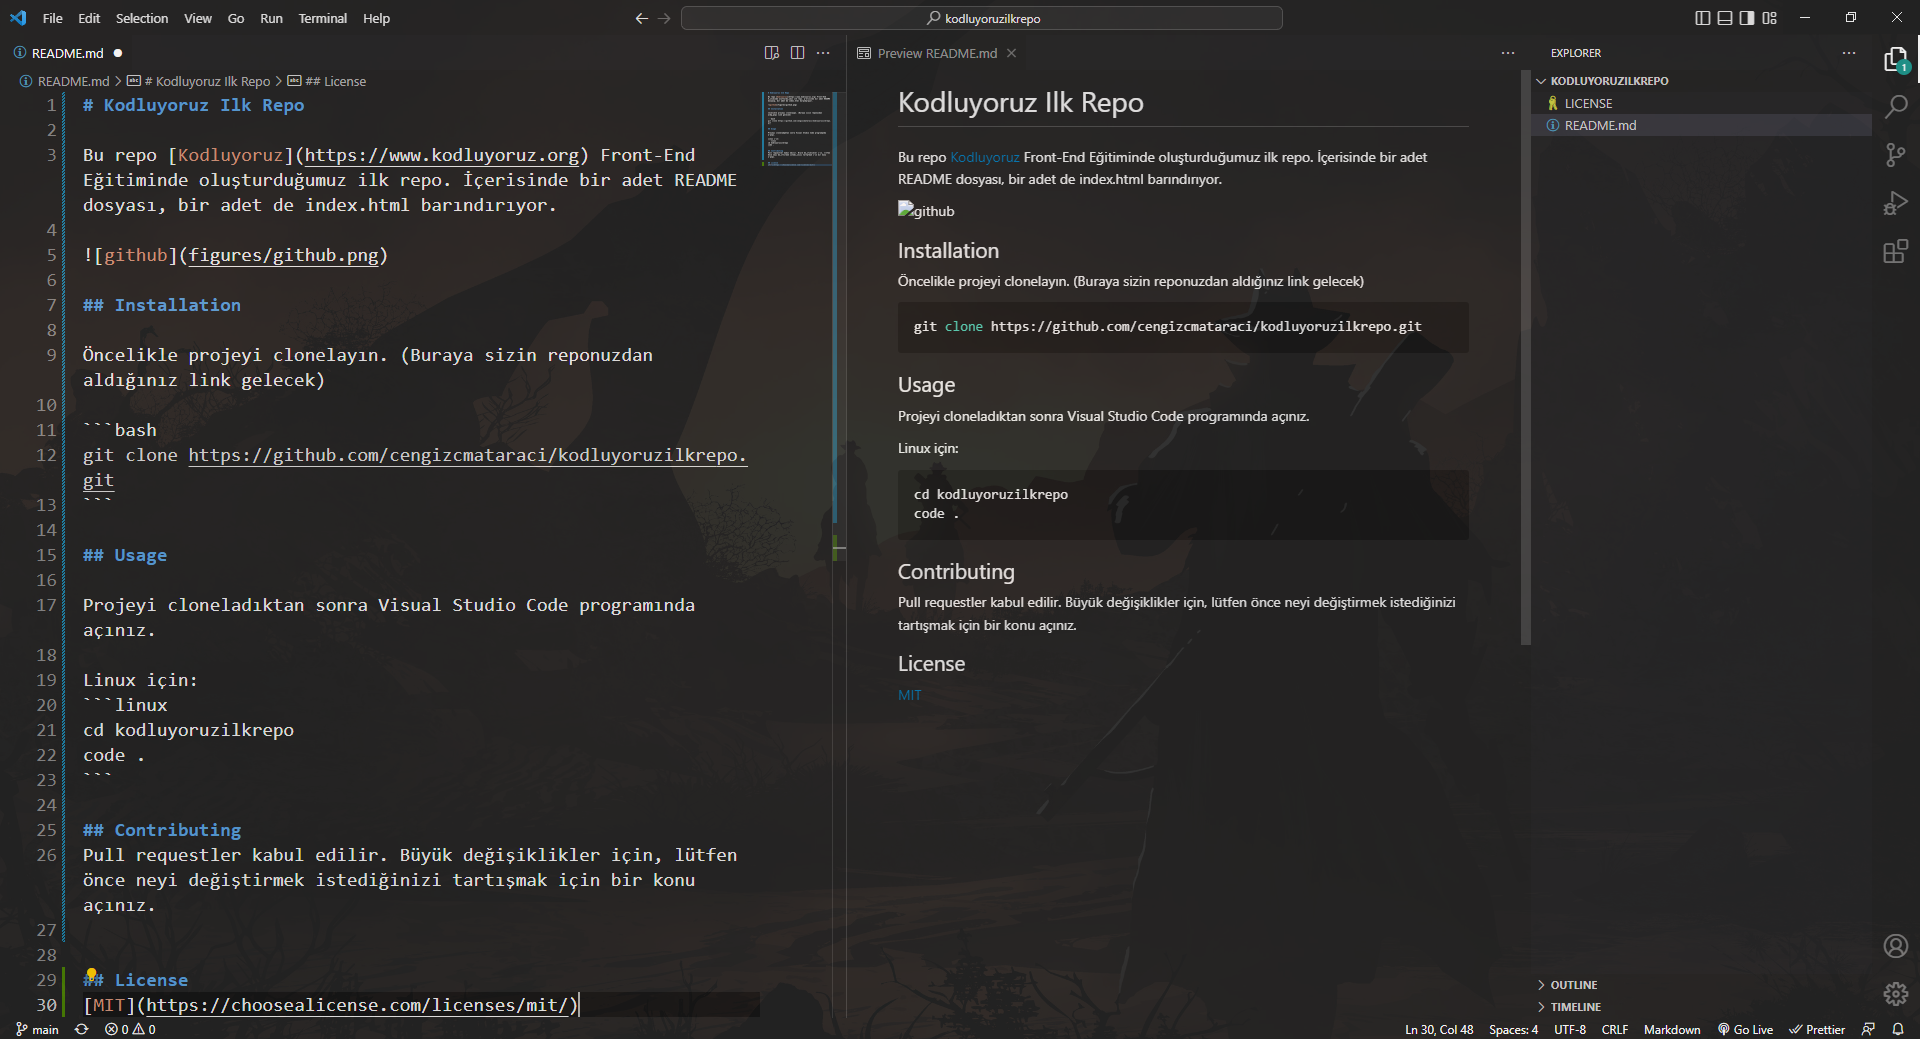 File Edit Selection View Go Run Terminal Help
kodluyoruzilkrepo
README.md
Preview README.md
EXPLORER
README.md > # Kodluyoruz Ilk Repo > ## License
1 # Kodluyoruz Ilk Repo
2
3 Bu repo [Kodluyoruz](https://www.kodluyoruz.org) Front-End
Eğitiminde oluşturduğumuz ilk repo. İçerisinde bir adet README
dosyası, bir adet de index.html barındırıyor.
4
5 ![github](figures/github.png)
6
7 ## Installation
8
9 Öncelikle projeyi clonelayın. (Buraya sizin reponuzdan
aldığınız link gelecek)
10
11 ```bash
12 git clone https://github.com/cengizcmataraci/kodluyoruzilkrepo.
git
13 ```
14
15 ## Usage
16
17 Projeyi cloneladıktan sonra Visual Studio Code programında
açınız.
18
19 Linux için:
20 ```linux
21 cd kodluyoruzilkrepo
22 code .
23 ```
24
25 ## Contributing
26 Pull requestler kabul edilir. Büyük değişiklikler için, lütfen
önce neyi değiştirmek istediğinizi tartışmak için bir konu
açınız.
27
28
29 ## License
30 [MIT](https://choosealicense.com/licenses/mit/)
Kodluyoruz Ilk Repo
Bu repo Kodluyoruz Front-End Eğitiminde oluşturduğumuz ilk repo. İçerisinde bir adet
README dosyası, bir adet de index.html barındırıyor.
github
Installation
Öncelikle projeyi clonelayın. (Buraya sizin reponuzdan aldığınız link gelecek)
git clone https://github.com/cengizcmataraci/kodluyoruzilkrepo.git
Usage
Projeyi cloneladıktan sonra Visual Studio Code programında açınız.
Linux için:
cd kodluyoruzilkrepo
code .
Contributing
Pull requestler kabul edilir. Büyük değişiklikler için, lütfen önce neyi değiştirmek istediğinizi
tartışmak için bir konu açınız.
License
MIT
KODLUYORUZILKREPO
LICENSE
README.md
1
OUTLINE
TIMELINE
main 0 0
Ln 30, Col 48 Spaces: 4 UTF-8 CRLF Markdown Go Live Prettier